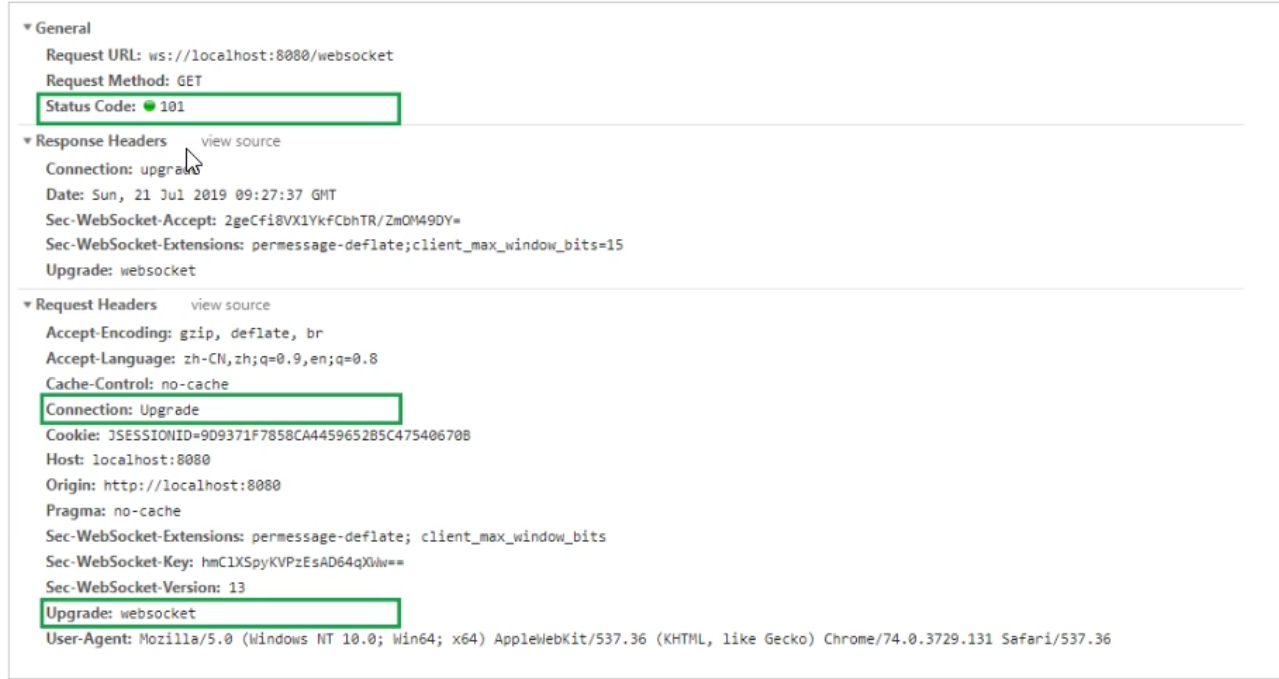 General
Request URL: ws://localhost:8080/websocket
Request Method: GET
Status Code: 101
Response Headers view source
Connection: upgrade
Date: Sun, 21 Jul 2019 09:27:37 GMT
Sec-WebSocket-Accept: 2geCfi8VX1YkfCbhTR/ZmOM49DY=
Sec-WebSocket-Extensions: permessage-deflate;client_max_window_bits=15
Upgrade: websocket
Request Headers view source
Accept-Encoding: gzip, deflate, br
Accept-Language: zh-CN,zh;q=0.9,en;q=0.8
Cache-Control: no-cache
Connection: Upgrade
Cookie: JSESSIONID=9D9371F7858CA4459652B5C47540670B
Host: localhost:8080
Origin: http://localhost:8080
Pragma: no-cache
Sec-WebSocket-Extensions: permessage-deflate; client_max_window_bits
Sec-WebSocket-Key: hmClXSpyKVPzEsAD64qXWw==
Sec-WebSocket-Version: 13
Upgrade: websocket
User-Agent: Mozilla/5.0 (Windows NT 10.0; Win64; x64) AppleWebKit/537.36 (KHTML, like Gecko) Chrome/74.0.3729.131 Safari/537.36